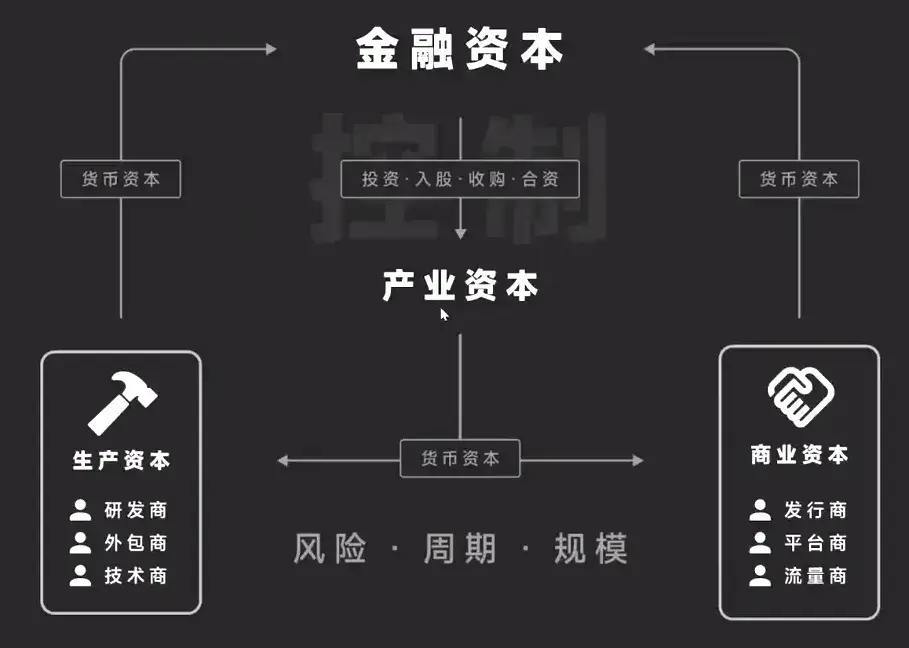 金融资本
控制
货币资本
投资·入股·收购·合资
货币资本
产业资本
生产资本
研发商
外包商
技术商
货币资本
风险 · 周期 · 规模
商业资本
发行商
平台商
流量商